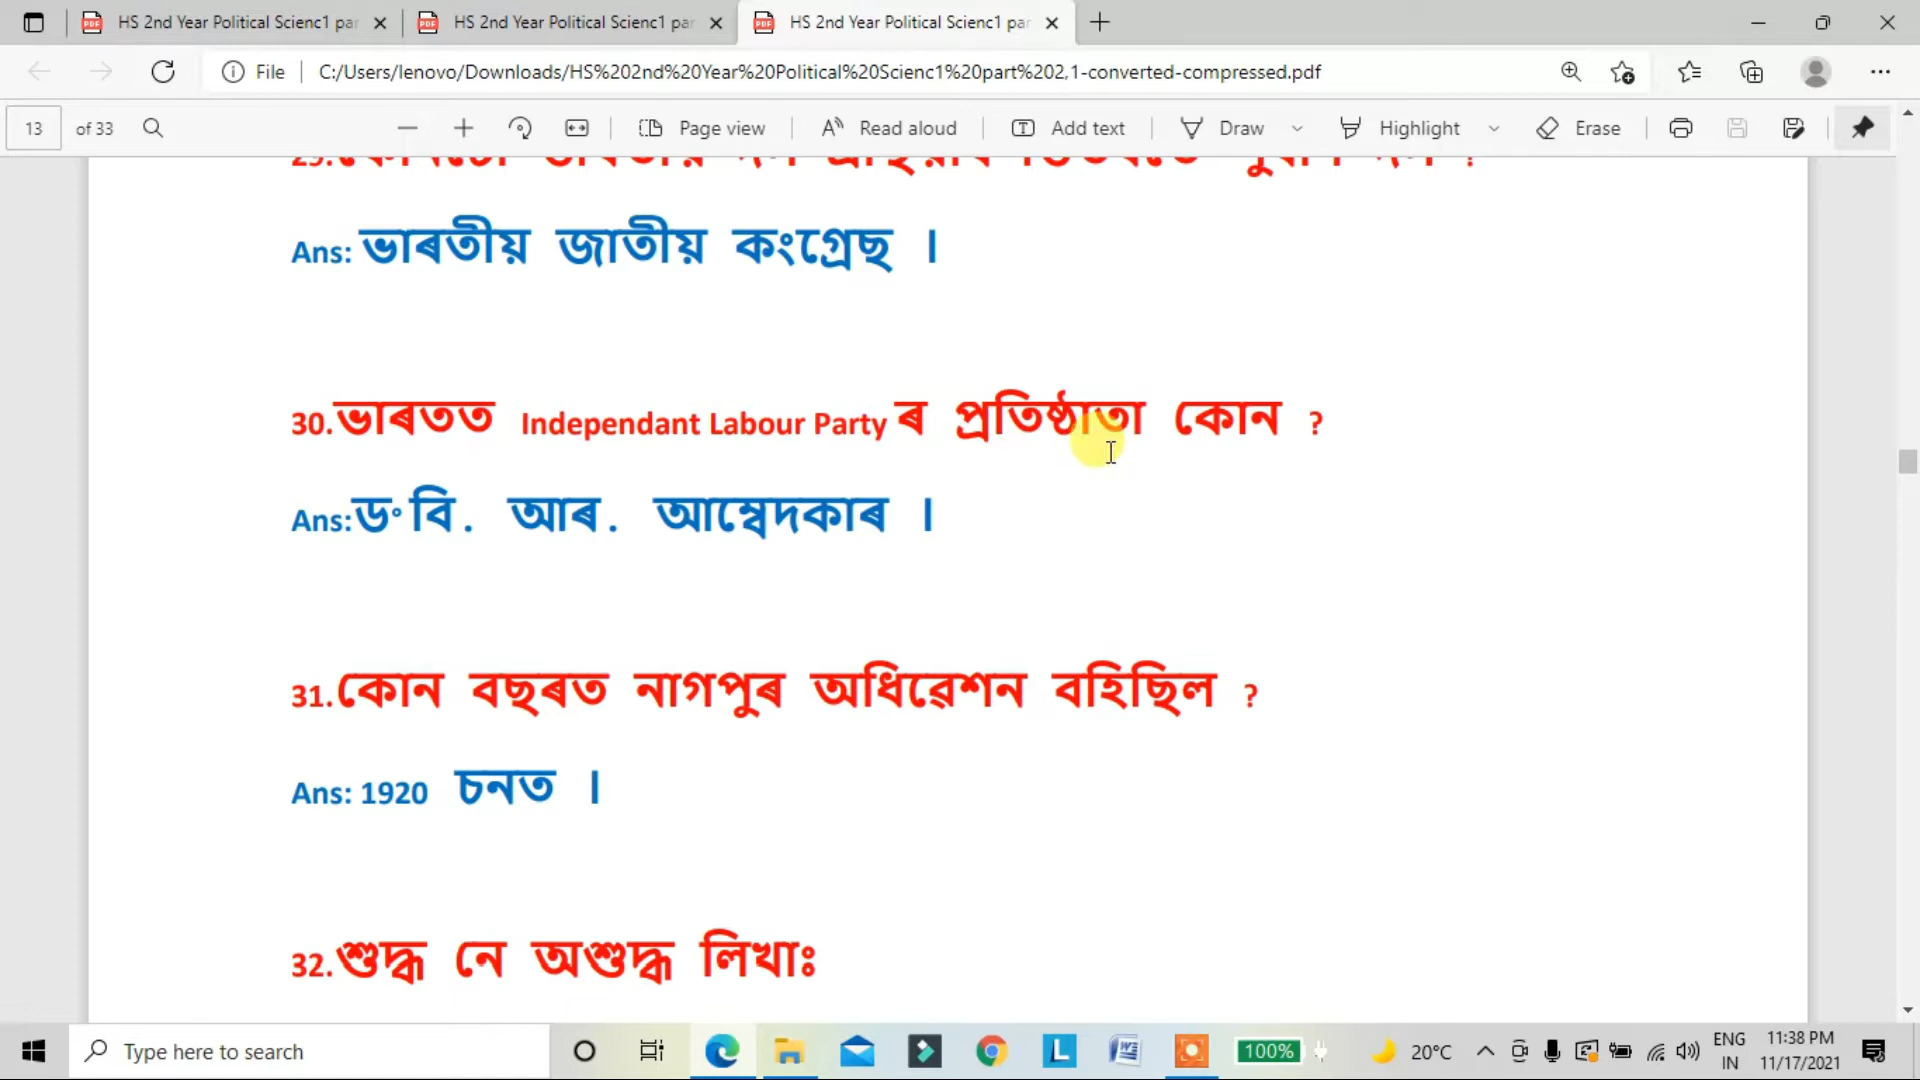 HS 2nd Year Political Scienc1 par
HS 2nd Year Political Scienc1 par
HS 2nd Year Political Scienc1 par
File
C:/Users/lenovo/Downloads/HS%202nd%20Year%20Political%20Scienc1%20part%202,1-converted-compressed.pdf
13 of 33
Page view
Read aloud
Add text
Draw
Highlight
Erase
Ans: ভাৰতীয় জাতীয় কংগ্ৰেছ ।
30.ভাৰতত Independant Labour Party ৰ প্ৰতিষ্ঠাতা কোন ?
Ans:ড° বি. আৰ. আম্বেদকাৰ ।
31.কোন বছৰত নাগপুৰ অধিৱেশন বহিছিল ?
Ans: 1920 চনত ।
32.শুদ্ধ নে অশুদ্ধ লিখাঃ
Type here to search
100%
20°C
ENG
IN
11:38 PM
11/17/2021